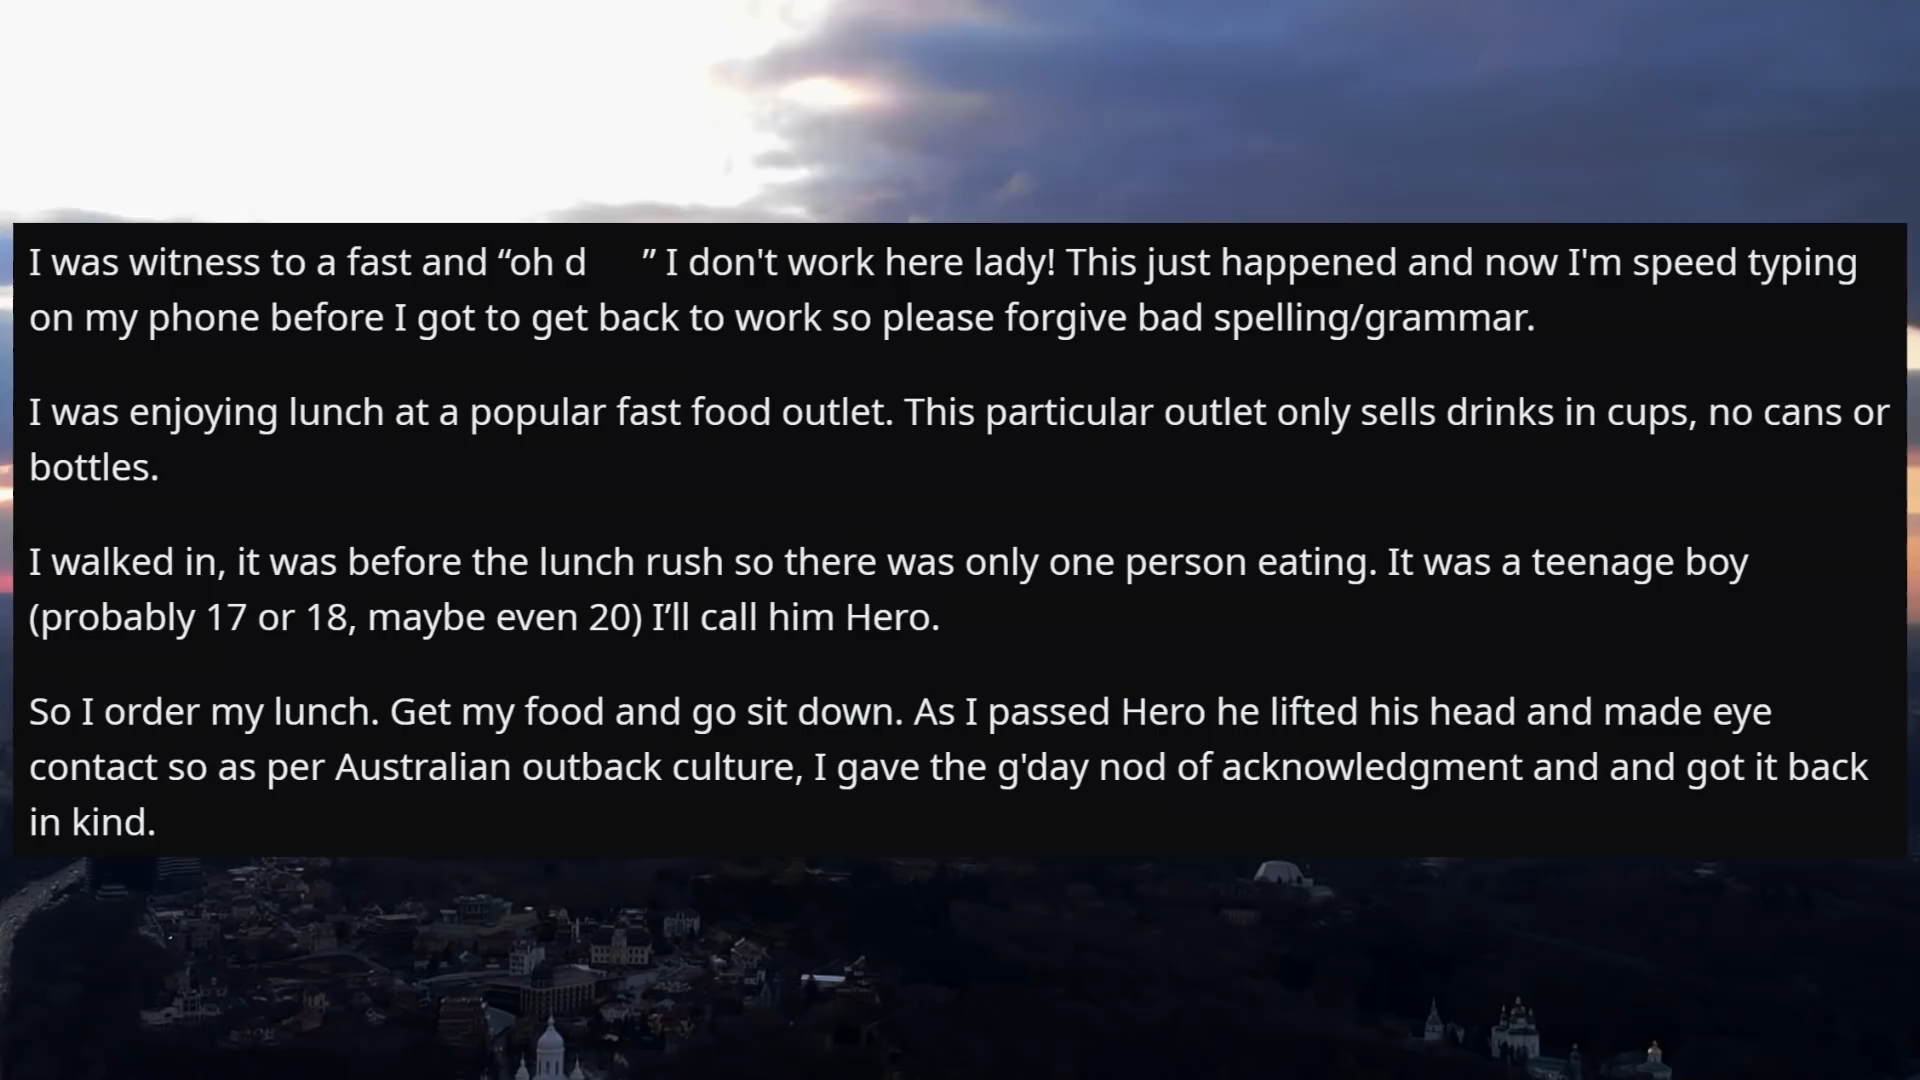 I was witness to a fast and “oh d ” I don't work here lady! This just happened and now I'm speed typing
on my phone before I got to get back to work so please forgive bad spelling/grammar.
I was enjoying lunch at a popular fast food outlet. This particular outlet only sells drinks in cups, no cans or
bottles.
I walked in, it was before the lunch rush so there was only one person eating. It was a teenage boy
(probably 17 or 18, maybe even 20) I’ll call him Hero.
So I order my lunch. Get my food and go sit down. As I passed Hero he lifted his head and made eye
contact so as per Australian outback culture, I gave the g'day nod of acknowledgment and and got it back
in kind.